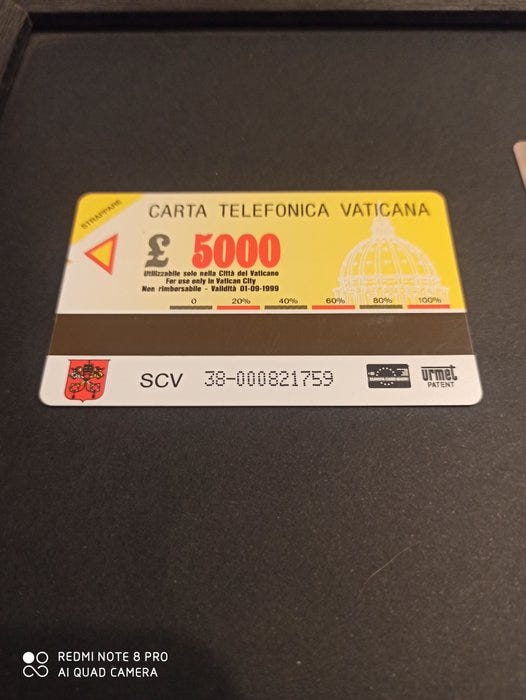 STRAPPARE
CARTA TELEFONICA VATICANA
£ 5000
Utilizzabile solo nella Città del Vaticano
For use only in Vatican City
Non rimborsabile - Validità 01-09-1999
0 20% 40% 60% 80% 100%
SCV 38-000821759
urmet
PATENT
REDMI NOTE 8 PRO
AI QUAD CAMERA